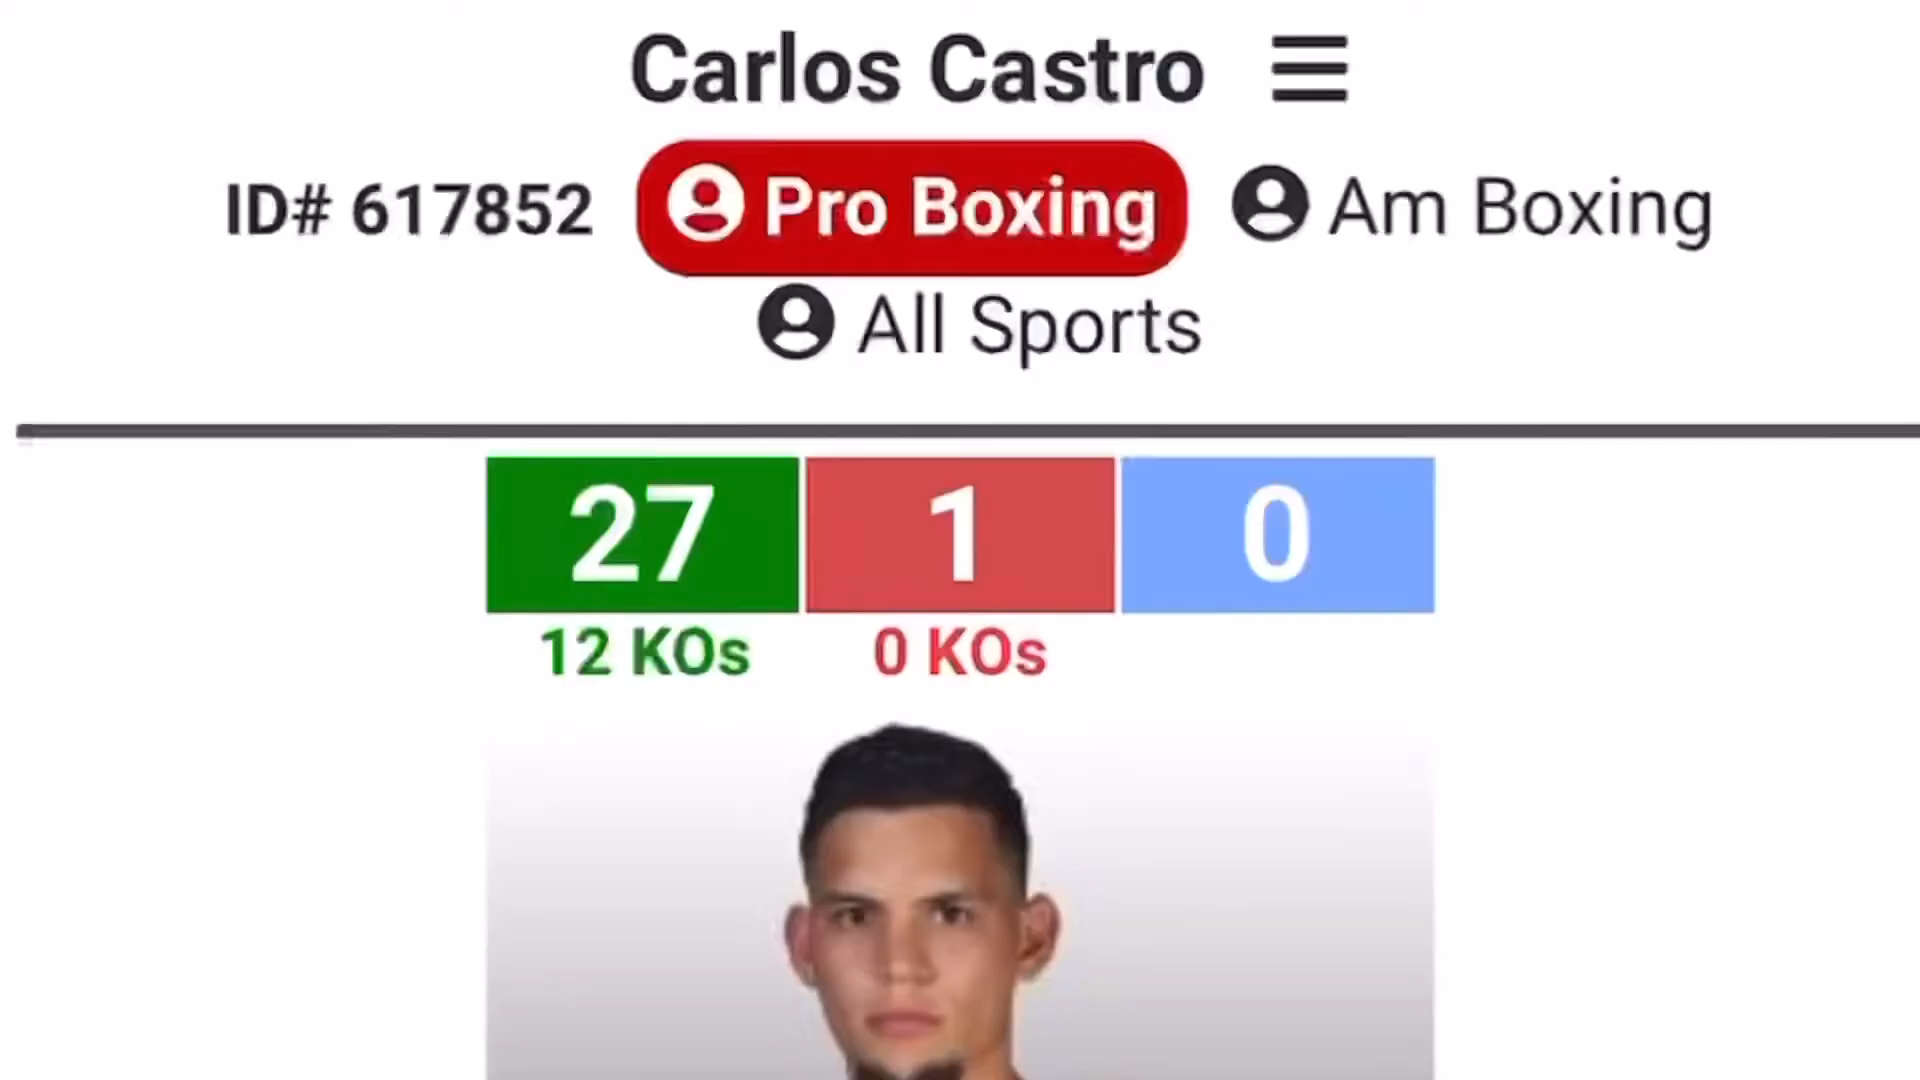 Carlos Castro
ID# 617852 Pro Boxing Am Boxing
All Sports
27 1 0
12 KOs 0 KOs